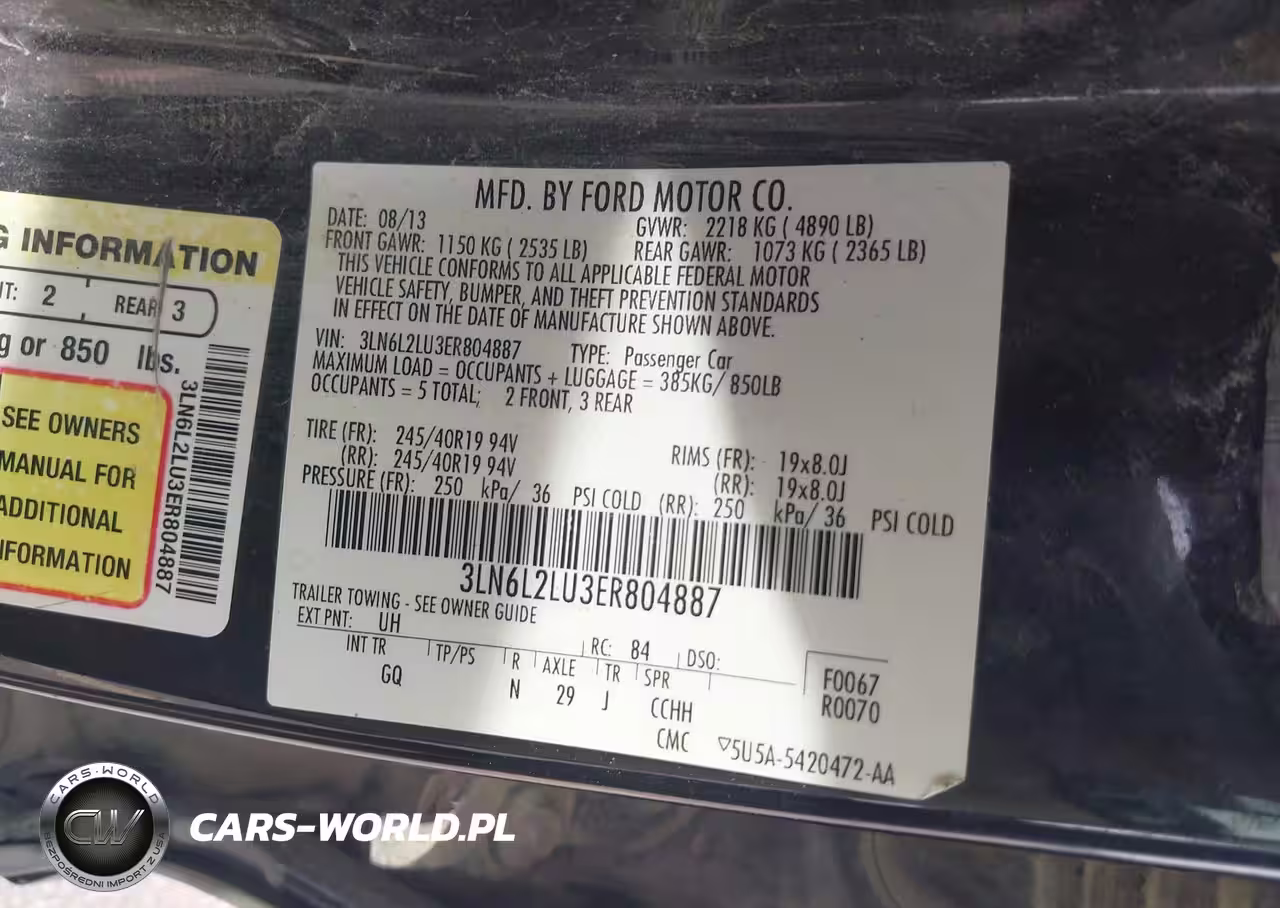 G INFORMATION
2
REAR 3
g or 850 lbs.
SEE OWNERS
MANUAL FOR
ADDITIONAL
INFORMATION
3LN6L2LU3ER804887
MFD. BY FORD MOTOR CO.
DATE: 08/13 GVWR: 2218 KG ( 4890 LB)
FRONT GAWR: 1150 KG ( 2535 LB) REAR GAWR: 1073 KG ( 2365 LB)
THIS VEHICLE CONFORMS TO ALL APPLICABLE FEDERAL MOTOR
VEHICLE SAFETY, BUMPER, AND THEFT PREVENTION STANDARDS
IN EFFECT ON THE DATE OF MANUFACTURE SHOWN ABOVE.
VIN: 3LN6L2LU3ER804887 TYPE: Passenger Car
MAXIMUM LOAD = OCCUPANTS + LUGGAGE = 385KG/ 850LB
OCCUPANTS = 5 TOTAL; 2 FRONT, 3 REAR
TIRE (FR): 245/40R19 94V RIMS (FR): 19x8.0J
(RR): 245/40R19 94V (RR): 19x8.0J
PRESSURE (FR): 250 kPa/ 36 PSI COLD (RR): 250 kPa/ 36 PSI COLD
3LN6L2LU3ER804887
TRAILER TOWING - SEE OWNER GUIDE
EXT PNT: UH RC: 84 DSO:
INT TR TP/PS R AXLE TR SPR
GQ N 29 J CCHH
F0067
R0070
CMC ▽5U5A-5420472-AA
CARS-WORLD
CW
BEZPOŚREDNI IMPORT Z USA
CARS-WORLD.PL